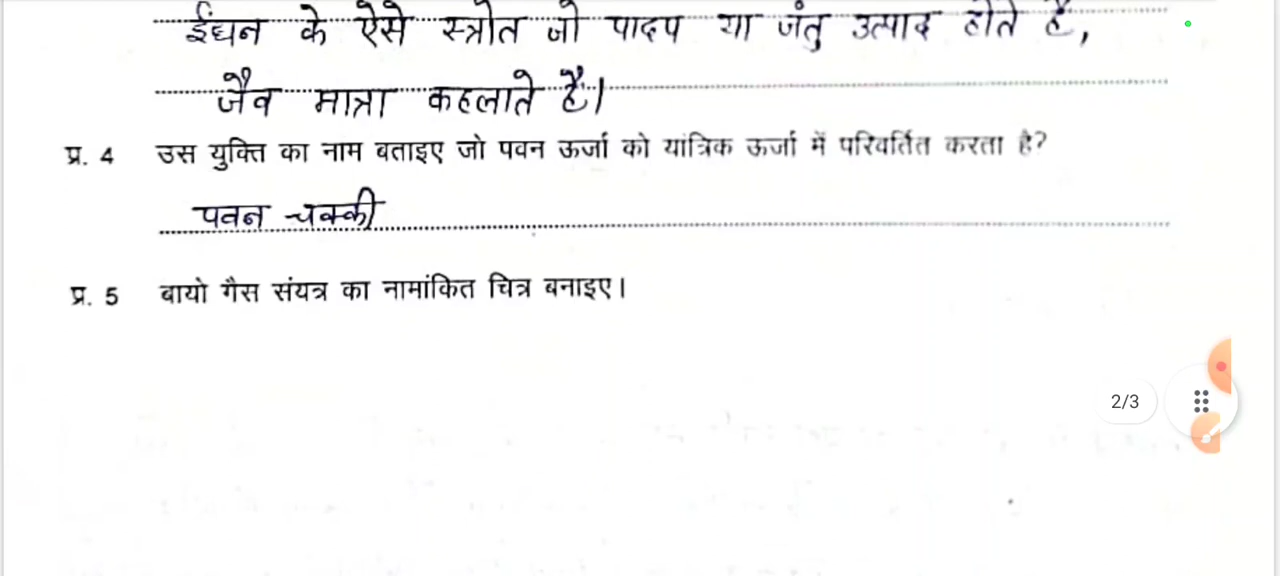 ईंधन के ऐसे स्त्रोत जो पादप या जंतु उत्पाद होते हैं,
जैव मात्रा कहलाते हैं।
प्र. 4 उस युक्ति का नाम बताइए जो पवन ऊर्जा को यांत्रिक ऊर्जा में परिवर्तित करता है?
पवन चक्की
प्र. 5 बायो गैस संयत्र का नामांकित चित्र बनाइए।
2/3